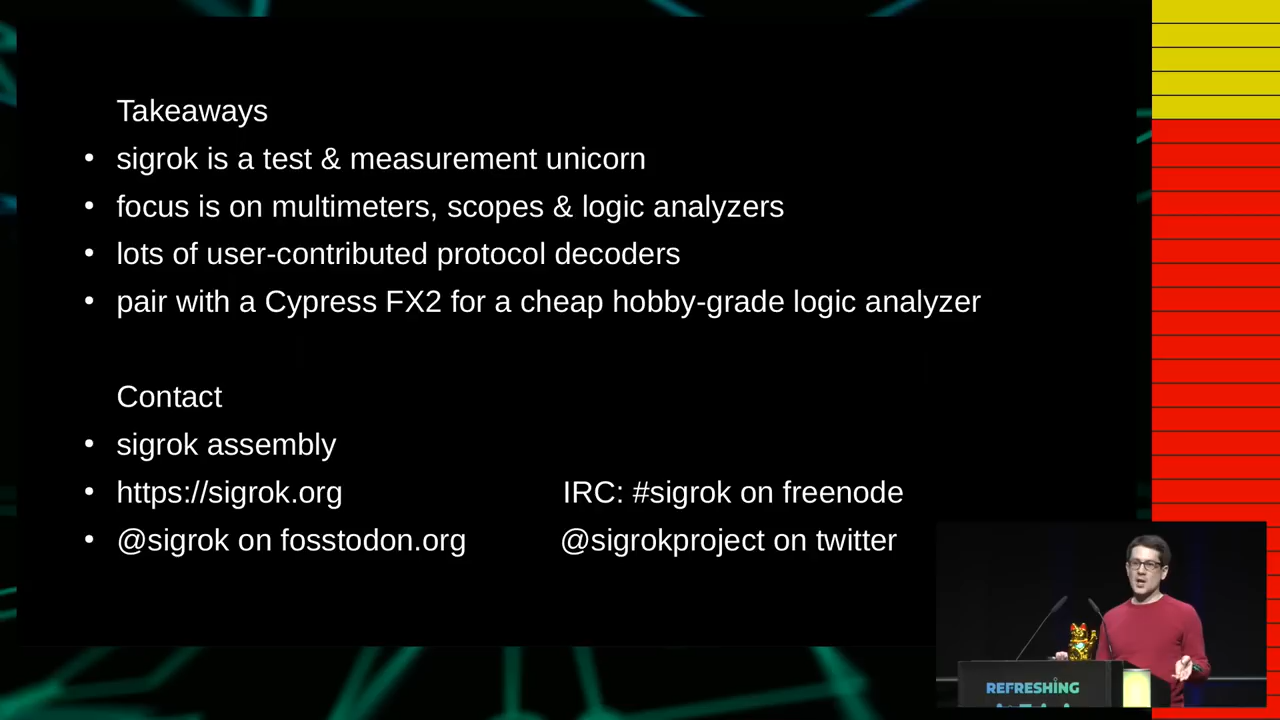 Takeaways
• sigrok is a test & measurement unicorn
• focus is on multimeters, scopes & logic analyzers
• lots of user-contributed protocol decoders
• pair with a Cypress FX2 for a cheap hobby-grade logic analyzer
Contact
• sigrok assembly
• https://sigrok.org IRC: #sigrok on freenode
• @sigrok on fosstodon.org @sigrokproject on twitter
REFRESHING